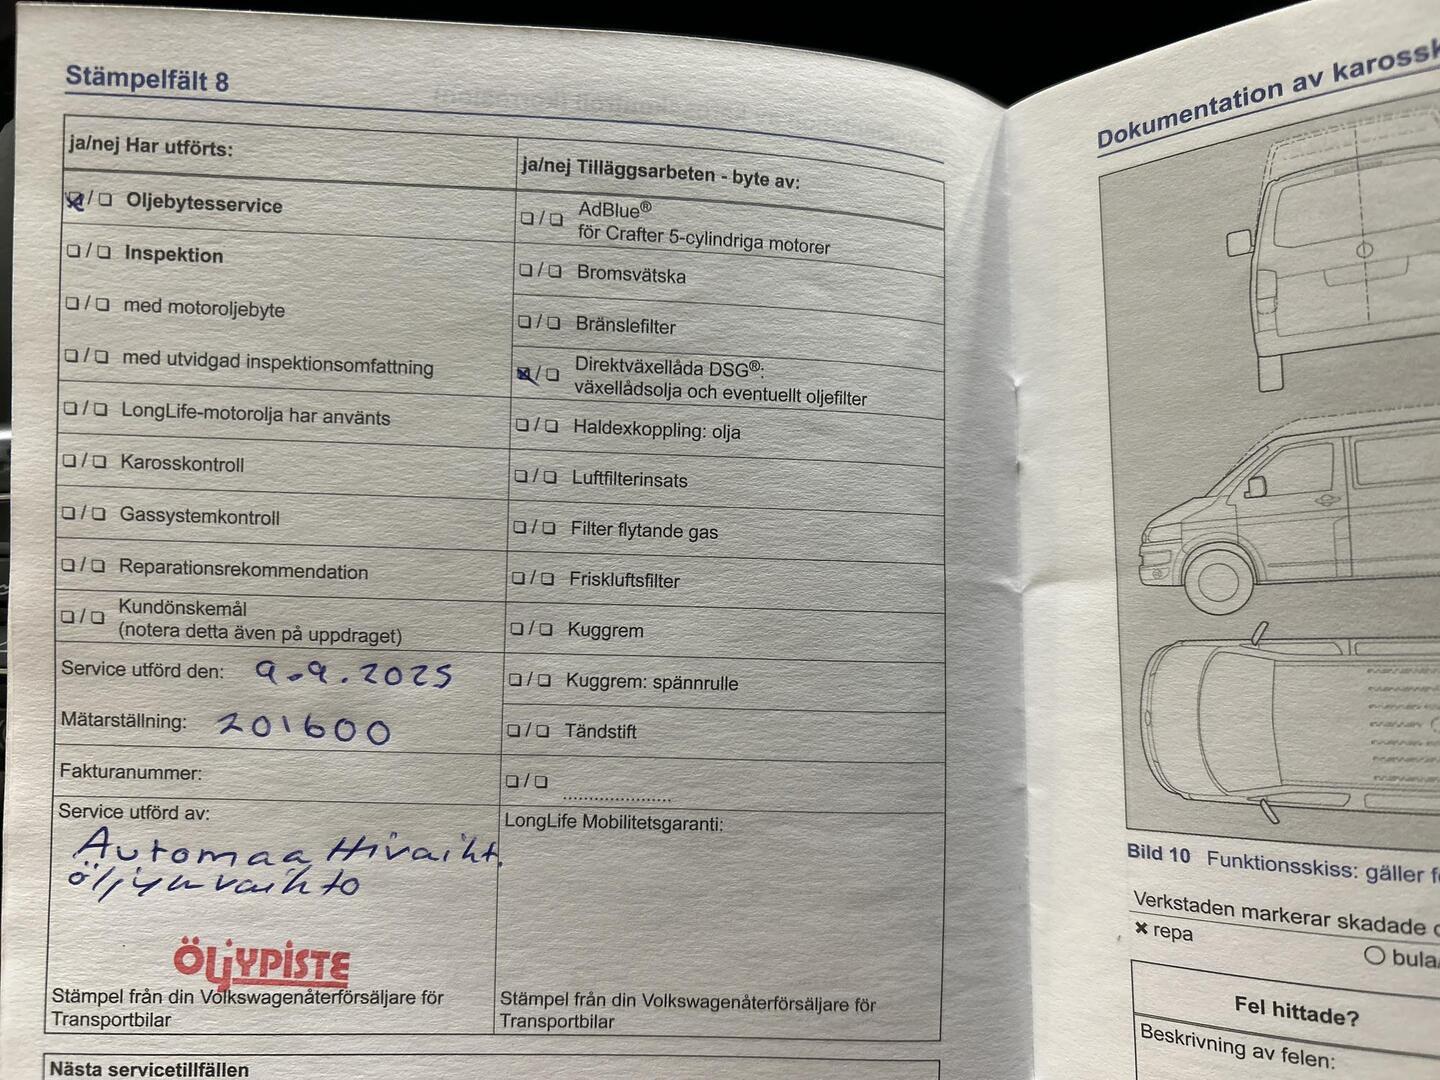 Stämpelfält 8
ja/nej Har utförts:
Oljebytesservice
Inspektion
med motoroljebyte
med utvidgad inspektionsomfattning
LongLife-motorolja har använts
Karosskontroll
Gassystemkontroll
Reparationsrekommendation
Kundönskemål
(notera detta även på uppdraget)
Service utförd den: 9.9.2025
Mätarställning: 201600
Fakturanummer:
Service utförd av:
Automaattivaiht.
öljynvaihto
ÖLJYPISTE
Stämpel från din Volkswagenåterförsäljare för
Transportbilar
ja/nej Tilläggsarbeten - byte av:
AdBlue®
för Crafter 5-cylindriga motorer
Bromsvätska
Bränslefilter
Direktväxellåda DSG®:
växellådsolja och eventuellt oljefilter
Haldexkoppling: olja
Luftfilterinsats
Filter flytande gas
Friskluftsfilter
Kuggrem
Kuggrem: spännrulle
Tändstift
LongLife Mobilitetsgaranti:
Stämpel från din Volkswagenåterförsäljare för
Transportbilar
Nästa servicetillfällen
Dokumentation av
Bild 10 Funktionsskiss: gäller
Verkstaden markerar skadade
repa
Fel hittade?
Beskrivning av felen: